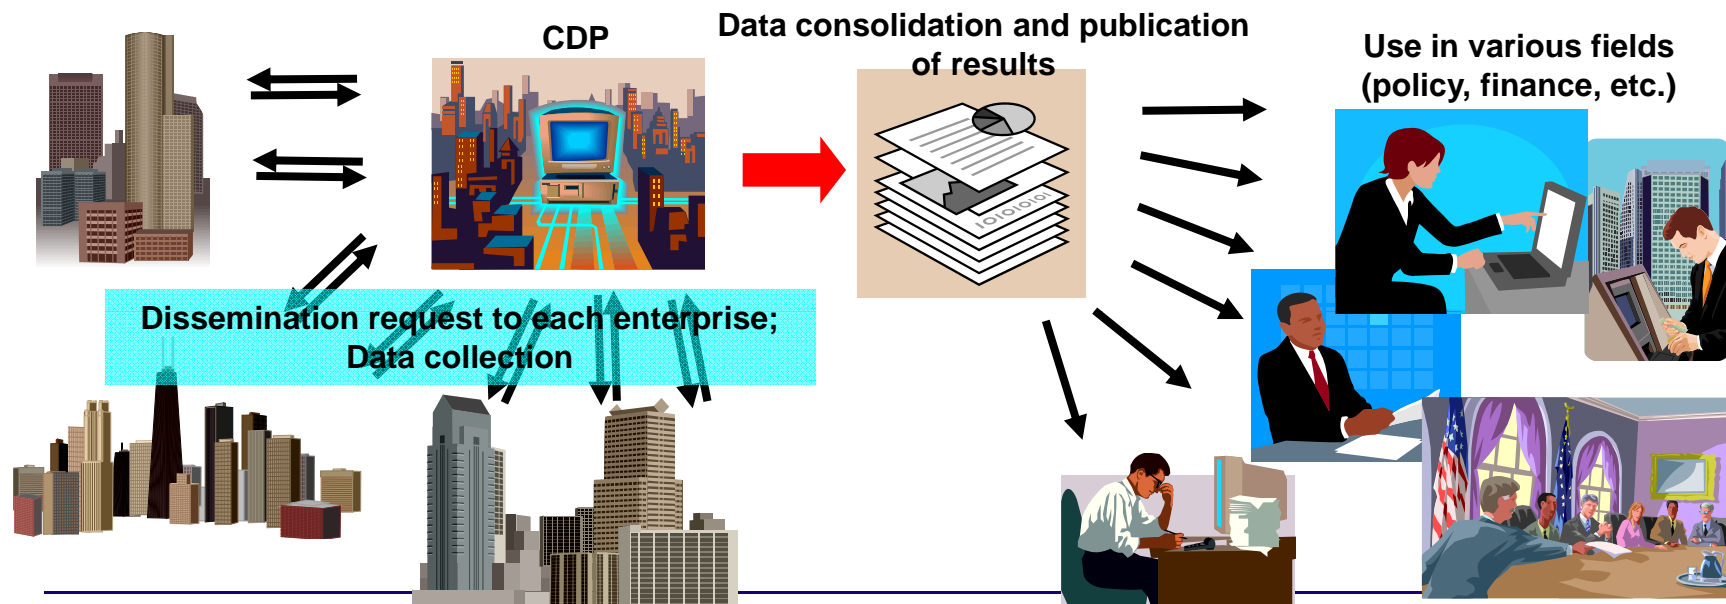 CDP
Data consolidation and publication
of results
Use in various fields
(policy, finance, etc.)
Dissemination request to each enterprise;
Data collection
10101010